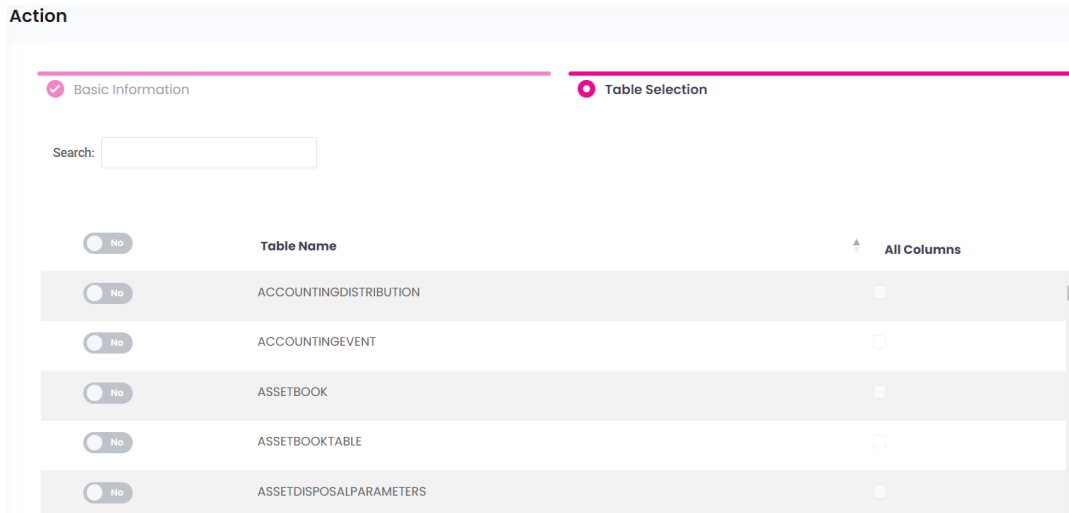 Action
Basic Information
Table Selection
Search:
No Table Name All Columns
No ACCOUNTINGDISTRIBUTION
No ACCOUNTINGEVENT
No ASSETBOOK
No ASSETBOOKTABLE
No ASSETDISPOSALPARAMETERS